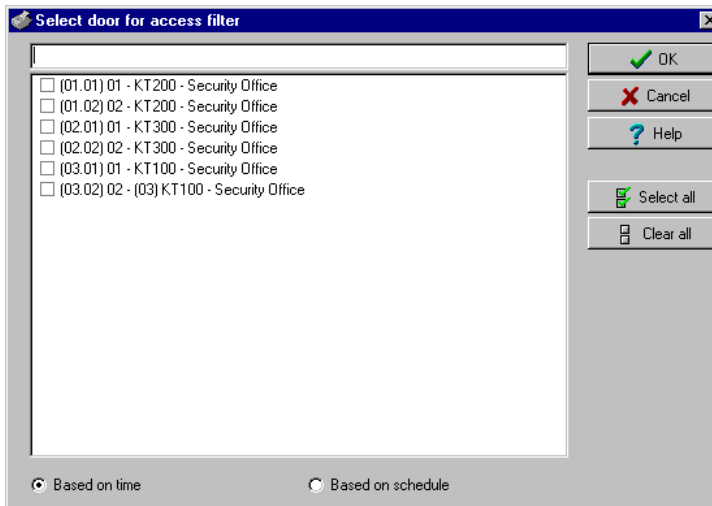 Select door for access filter
OK
(01.01) 01 - KT200 - Security Office
(01.02) 02 - KT200 - Security Office
Cancel
(02.01) 01 - KT300 - Security Office
(02.02) 02 - KT300 - Security Office
? Help
(03.01) 01 - KT100 - Security Office
(03.02) 02 - (03) KT100 - Security Office
Select all
Clear all
Based on time
Based on schedule